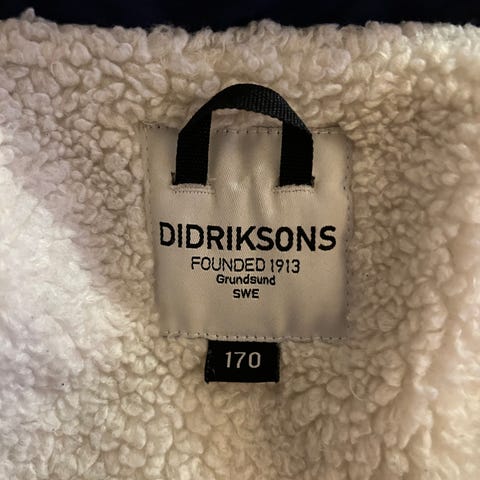 DIDRIKSONS
FOUNDED 1913
Grundsund
SWE
170